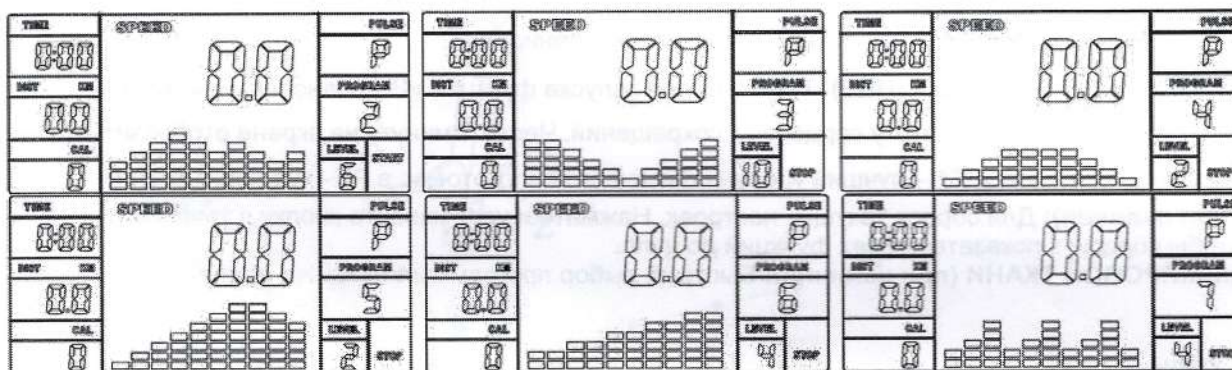 TIME SPEED PULSE
0:00 0.0 P
DIST KM PROGRAM
0.0 2
CAL LEVEL START
0 6
TIME SPEED PULSE
0:00 0.0 P
DIST KM PROGRAM
0.0 3
CAL LEVEL
0 10 STOP
TIME SPEED PULSE
0:00 0.0 P
DIST KM PROGRAM
0.0 4
CAL LEVEL
0 2 STOP
TIME SPEED PULSE
0:00 0.0 P
DIST KM PROGRAM
0.0 5
CAL LEVEL
0 2 STOP
TIME SPEED PULSE
0:00 0.0 P
DIST KM PROGRAM
0.0 6
CAL LEVEL
0 4 STOP
TIME SPEED PULSE
0:00 0.0 P
DIST KM PROGRAM
0.0 7
CAL LEVEL
0 4